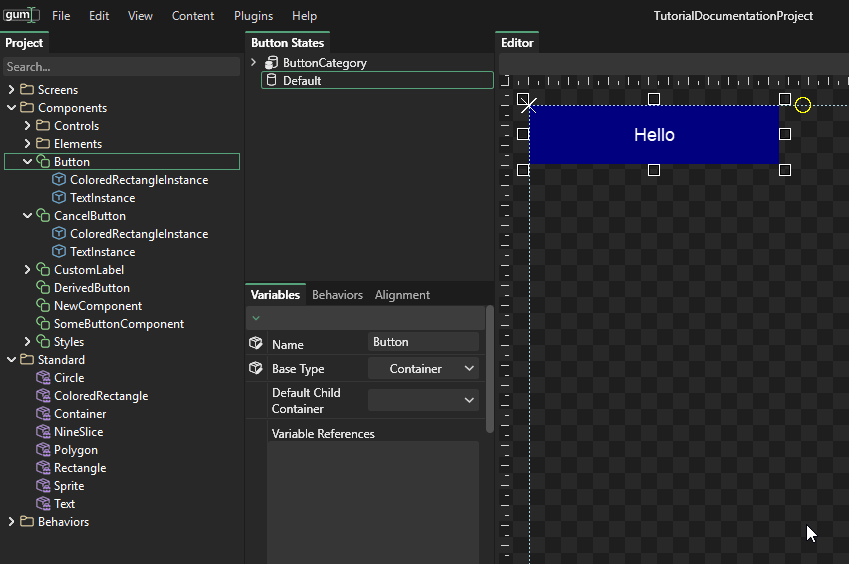 gum File Edit View Content Plugins Help TutorialDocumentationProject
Project
Search...
Screens
Components
Controls
Elements
Button
ColoredRectangleInstance
TextInstance
CancelButton
ColoredRectangleInstance
TextInstance
CustomLabel
DerivedButton
NewComponent
SomeButtonComponent
Styles
Standard
Circle
ColoredRectangle
Container
NineSlice
Polygon
Rectangle
Sprite
Text
Behaviors
Button States
ButtonCategory
Default
Variables Behaviors Alignment
Name Button
Base Type Container
Default Child
Container
Variable References
Editor
Hello